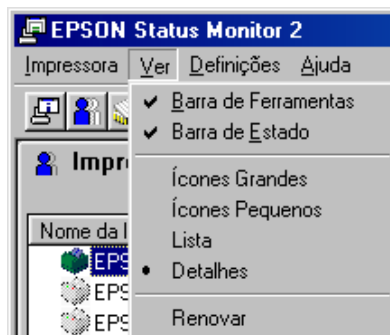 EPSON Status Monitor 2
Impressora Ver Definições Ajuda
Barra de Ferramentas
Barra de Estado
Ícones Grandes
Ícones Pequenos
Lista
Detalhes
Renovar
Nome da